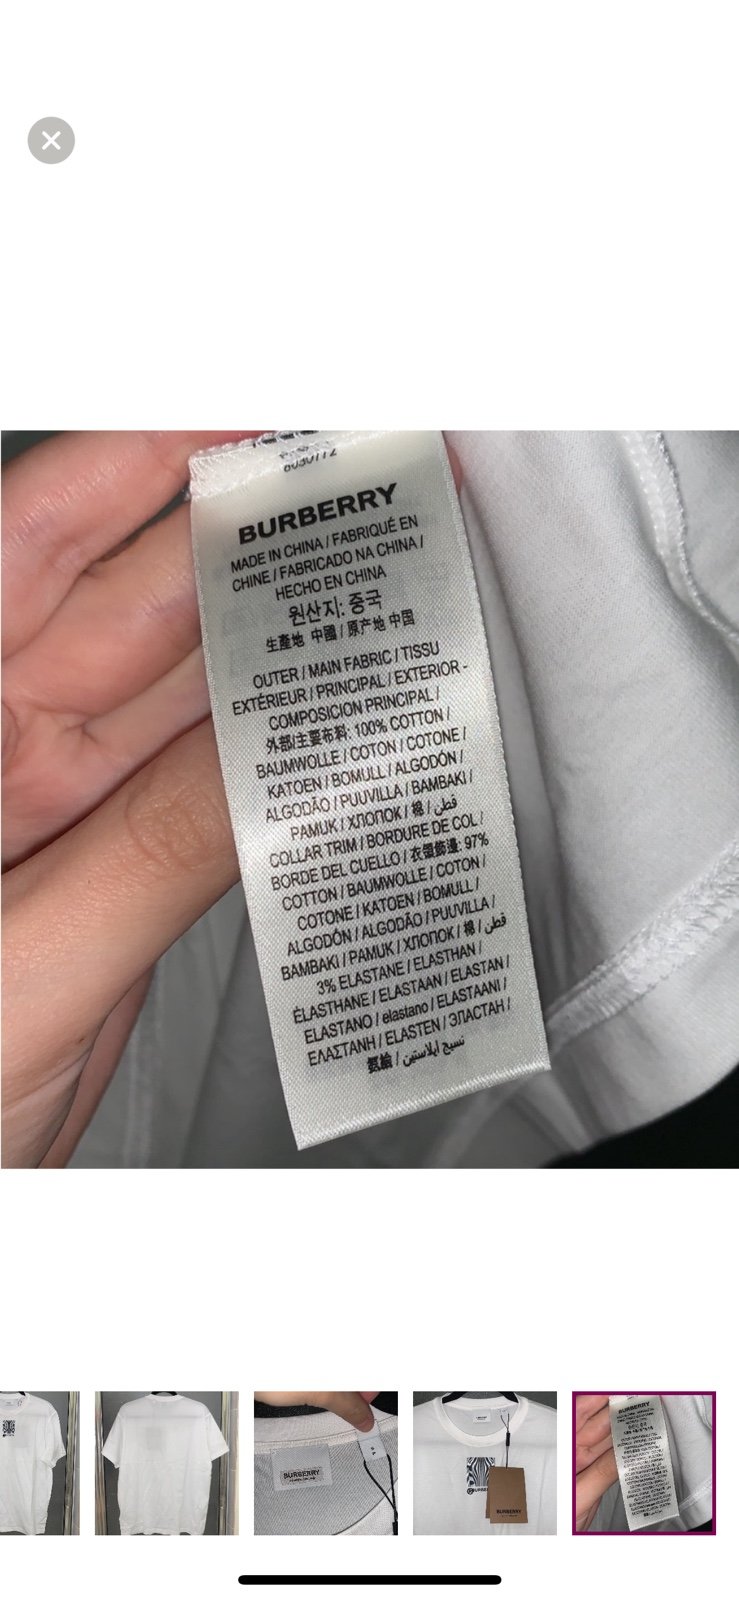 8030772
BURBERRY
MADE IN CHINA / FABRIQUÉ EN
CHINE / FABRICADO NA CHINA /
HECHO EN CHINA
원산지: 중국
生產地 中國 / 原产地 中国
OUTER / MAIN FABRIC / TISSU
EXTÉRIEUR / PRINCIPAL / EXTERIOR -
COMPOSICION PRINCIPAL /
外部/主要布料: 100% COTTON /
BAUMWOLLE / COTON / COTONE /
KATOEN / BOMULL / ALGODÓN /
ALGODÃO / PUUVILLA / BAMBAKI /
PAMUK / ХЛОПОК / 棉 / قطن
COLLAR TRIM / BORDURE DE COL /
BORDE DEL CUELLO / 衣領飾邊: 97%
COTTON / BAUMWOLLE / COTON /
COTONE / KATOEN / BOMULL /
ALGODÓN / ALGODÃO / PUUVILLA /
BAMBAKI / PAMUK / ХЛОПОК / 棉 / قطن
3% ELASTANE / ELASTHAN /
ÉLASTHANE / ELASTAAN / ELASTAN /
ELASTANO / elastano / ELASTAANI /
ΕΛΑΣΤΑΝΗ / ELASTEN / ЭЛАСТАН /
氨綸 / نسيج ايلاستين
BURBERRY
BURBERRY
BURBERRY